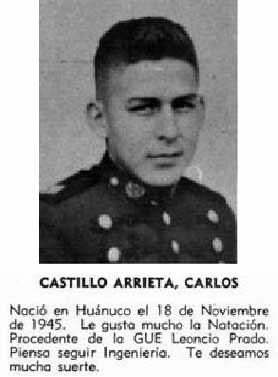 CASTILLO ARRIETA, CARLOS
Nació en Huánuco el 18 de Noviembre
de 1945. Le gusta mucho la Natación.
Procedente de la GUE Leoncio Prado.
Piensa seguir Ingeniería. Te deseamos
mucha suerte.